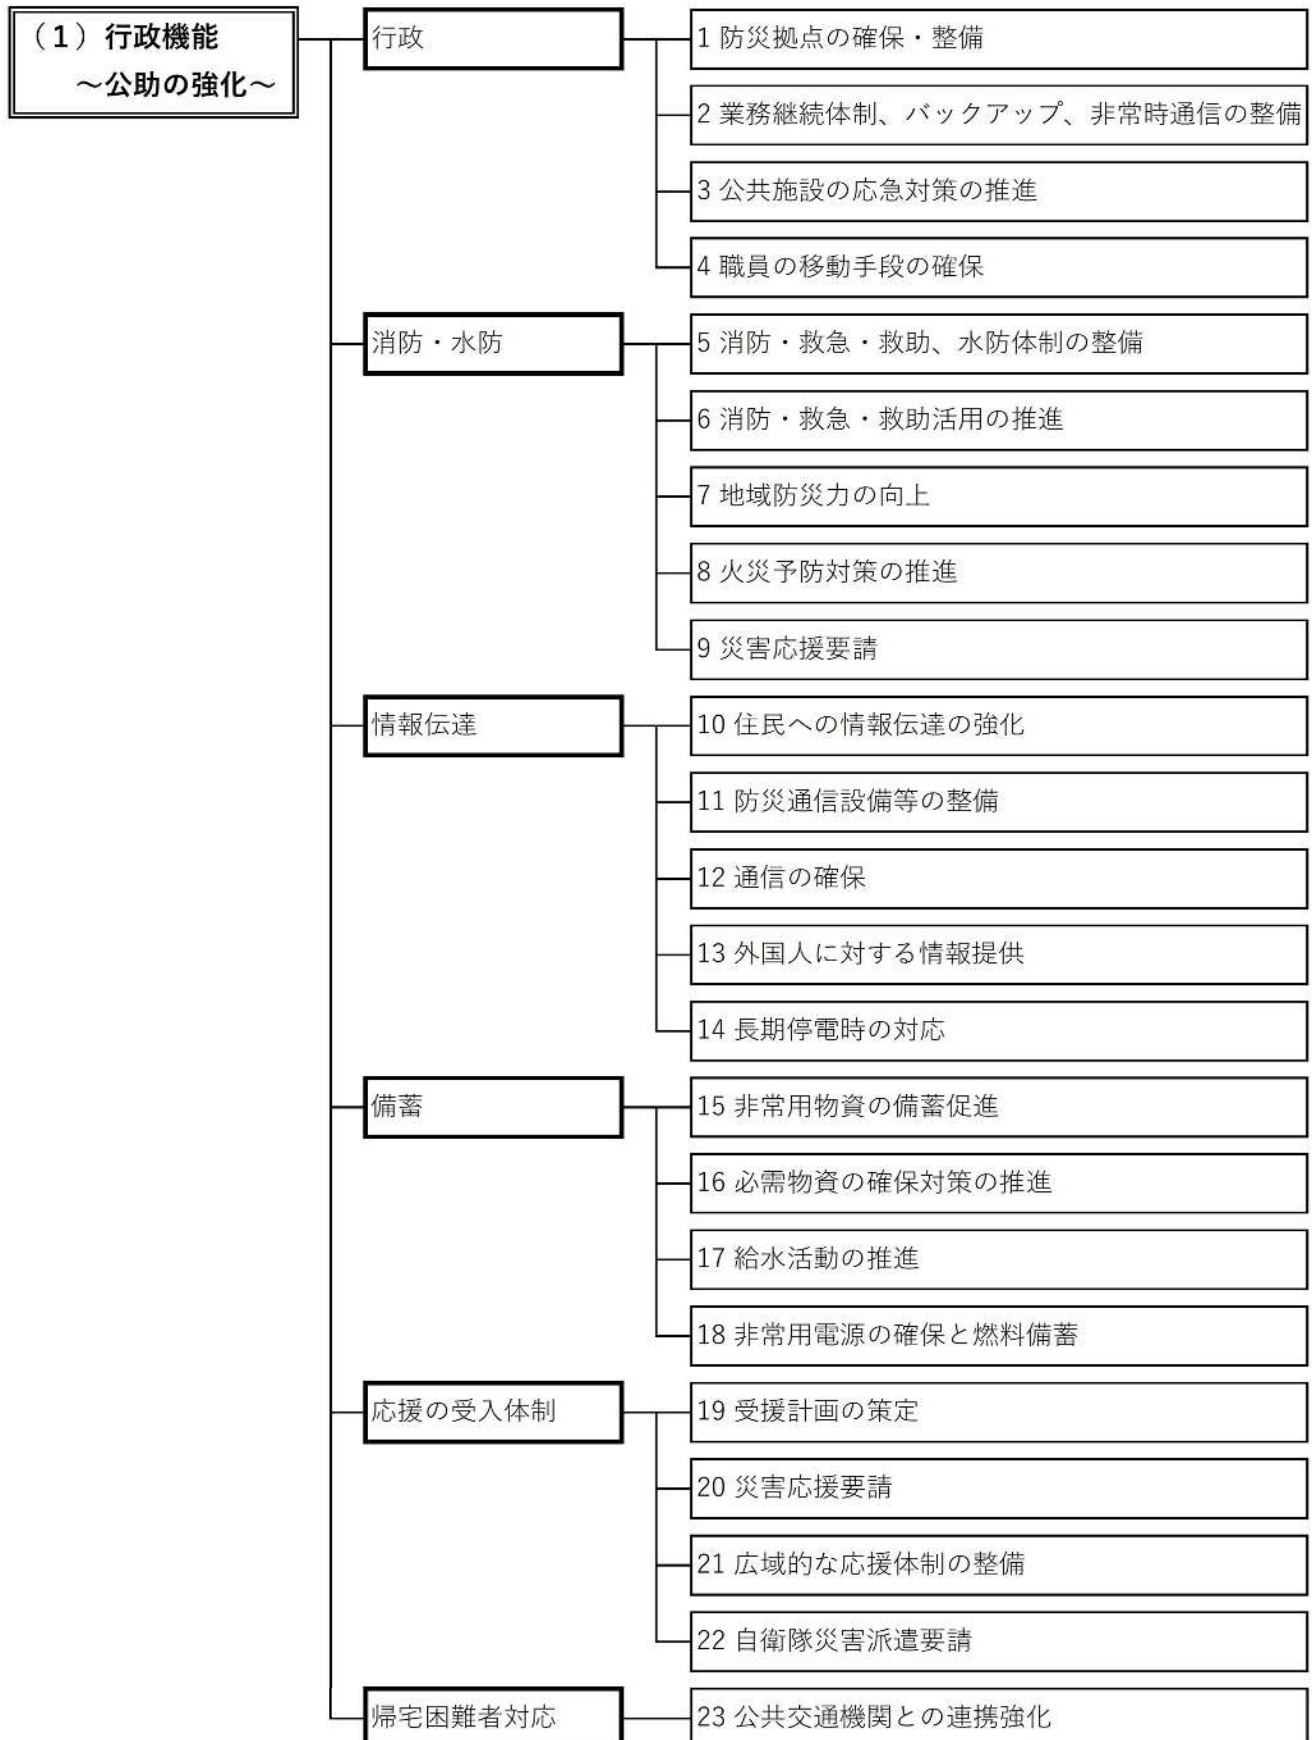 （1）行政機能
～公助の強化～
行政
1 防災拠点の確保・整備
2 業務継続体制、バックアップ、非常時通信の整備
3 公共施設の応急対策の推進
4 職員の移動手段の確保
消防・水防
5 消防・救急・救助、水防体制の整備
6 消防・救急・救助活用の推進
7 地域防災力の向上
8 火災予防対策の推進
9 災害応援要請
情報伝達
10 住民への情報伝達の強化
11 防災通信設備等の整備
12 通信の確保
13 外国人に対する情報提供
14 長期停電時の対応
備蓄
15 非常用物資の備蓄促進
16 必需物資の確保対策の推進
17 給水活動の推進
18 非常用電源の確保と燃料備蓄
応援の受入体制
19 受援計画の策定
20 災害応援要請
21 広域的な応援体制の整備
22 自衛隊災害派遣要請
帰宅困難者対応
23 公共交通機関との連携強化